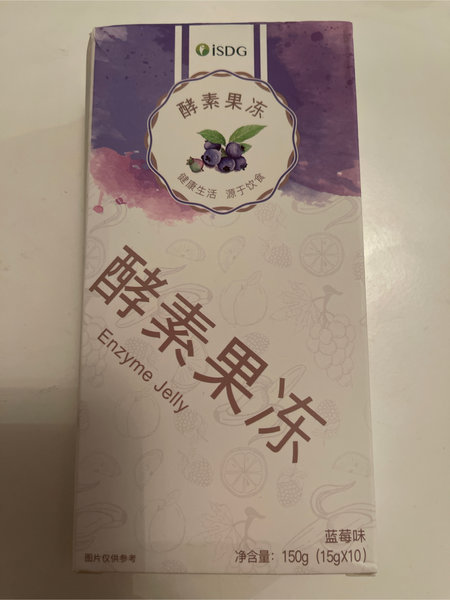 iSDG
酵素果冻
健康生活 源于饮食
酵素果冻
Enzyme Jelly
蓝莓味
图片仅供参考
净含量：150g（15gX10）